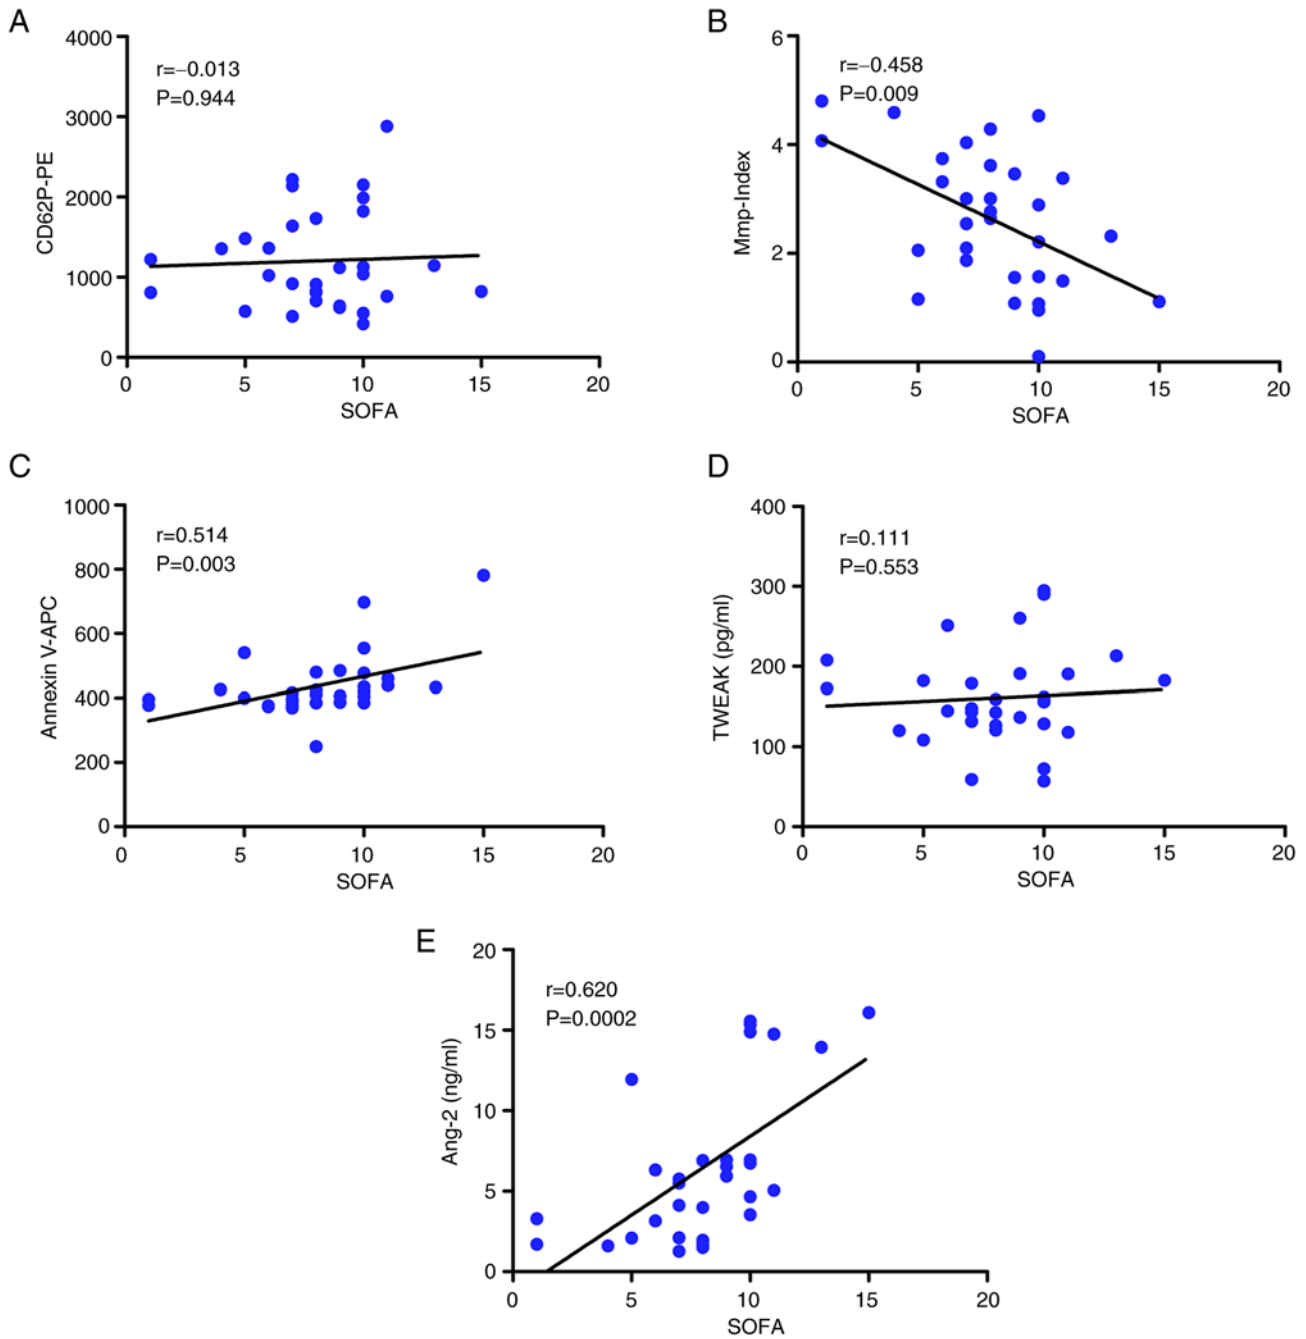 A
4000
r=−0.013
P=0.944
3000
CD62P-PE
2000
1000
0
0 5 10 15 20
SOFA
B
6
r=−0.458
P=0.009
4
Mmp-Index
2
0
0 5 10 15 20
SOFA
C
1000
r=0.514
P=0.003
800
600
Annexin V-APC
400
200
0
0 5 10 15 20
SOFA
D
400
r=0.111
P=0.553
300
TWEAK (pg/ml)
200
100
0
0 5 10 15 20
SOFA
E
20
r=0.620
P=0.0002
15
Ang-2 (ng/ml)
10
5
0
0 5 10 15 20
SOFA